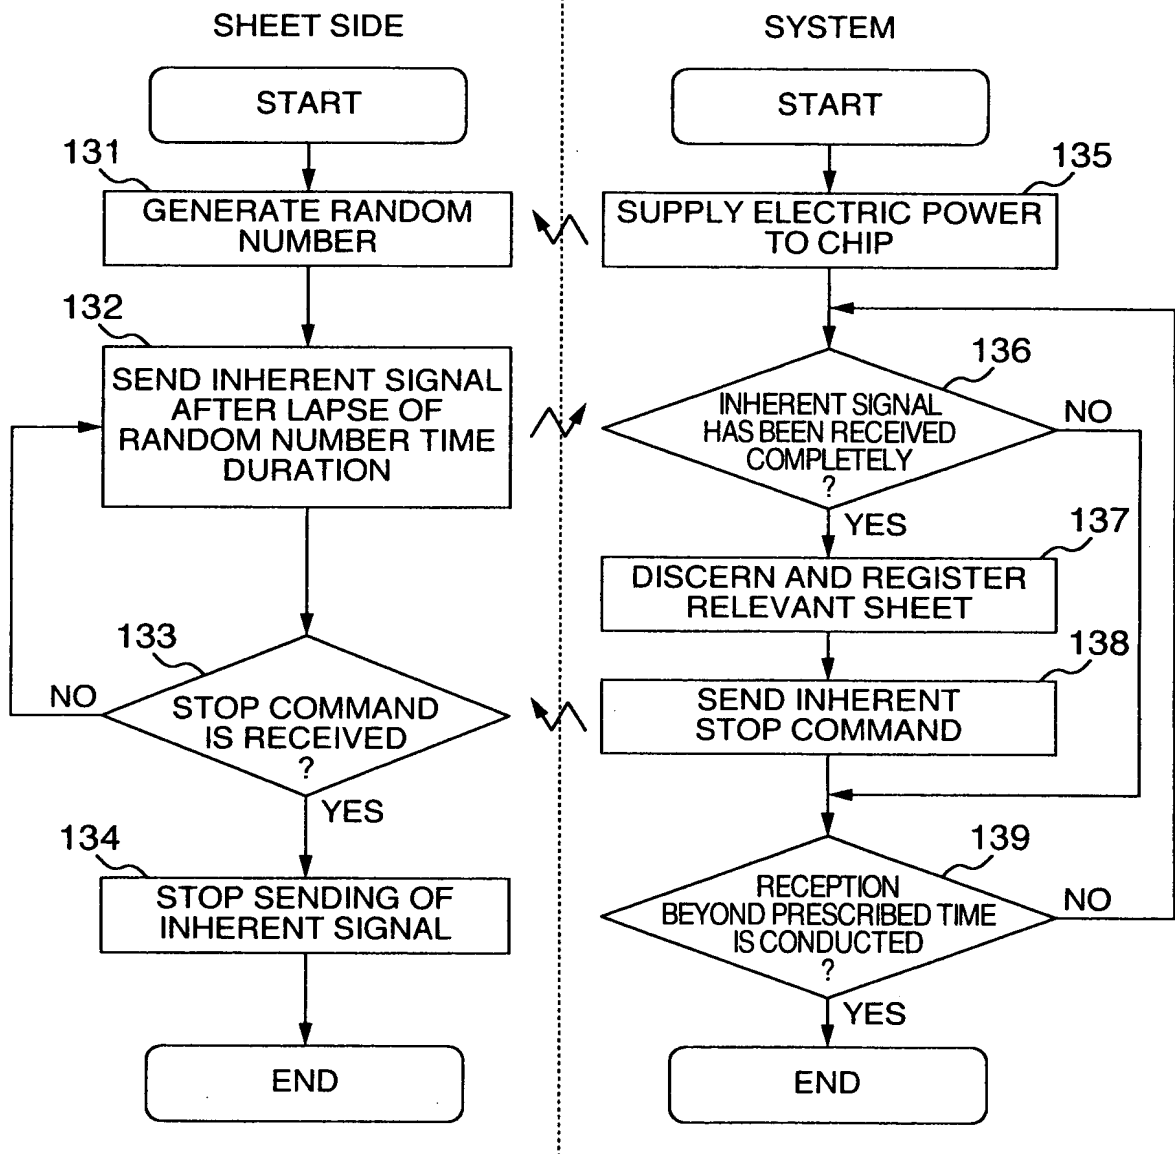 SHEET SIDE
START
131
GENERATE RANDOM
NUMBER
132
SEND INHERENT SIGNAL
AFTER LAPSE OF
RANDOM NUMBER TIME
DURATION
133
STOP COMMAND
IS RECEIVED
?
NO
YES
134
STOP SENDING OF
INHERENT SIGNAL
END
SYSTEM
START
135
SUPPLY ELECTRIC POWER
TO CHIP
136
INHERENT SIGNAL
HAS BEEN RECEIVED
COMPLETELY
?
NO
YES
137
DISCERN AND REGISTER
RELEVANT SHEET
138
SEND INHERENT
STOP COMMAND
139
RECEPTION
BEYOND PRESCRIBED TIME
IS CONDUCTED
?
NO
YES
END